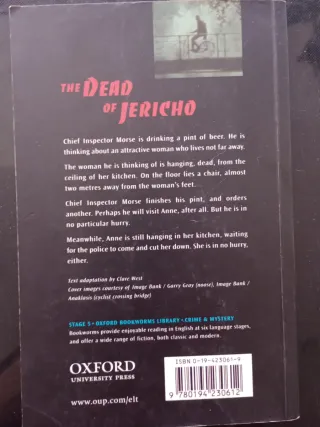 THE DEAD
OF JERICHO
Chief Inspector Morse is drinking a pint of beer. He is
thinking about an attractive woman who lives not far away.
The woman he is thinking of is hanging, dead, from the
ceiling of her kitchen. On the floor lies a chair, almost
two metres away from the woman's feet...
Chief Inspector Morse finishes his pint, and orders
another. Perhaps he will visit Anne, after all. But he is in
no particular hurry.
Meanwhile, Anne is still hanging in her kitchen, waiting
for the police to come and cut her down. She is in no hurry,
either.
Text adaptation by Clare West
Cover images courtesy of Image Bank / Garry Gray (noose), Image Bank /
Anaklosis (cyclist crossing bridge)
STAGE 5 • OXFORD BOOKWORMS LIBRARY • CRIME & MYSTERY
Bookworms provide enjoyable reading in English at six language stages,
and offer a wide range of fiction, both classic and modern.
OXFORD
UNIVERSITY PRESS
www.oup.com/elt
ISBN 0-19-423061-9
9 780194 230612